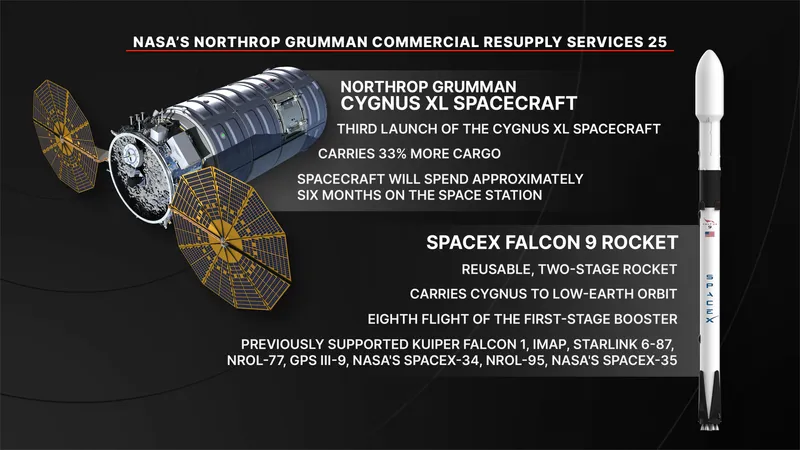 NASA'S NORTHROP GRUMMAN COMMERCIAL RESUPPLY SERVICES 25
NORTHROP GRUMMAN
CYGNUS XL SPACECRAFT
THIRD LAUNCH OF THE CYGNUS XL SPACECRAFT
CARRIES 33% MORE CARGO
SPACECRAFT WILL SPEND APPROXIMATELY
SIX MONTHS ON THE SPACE STATION
SPACEX FALCON 9 ROCKET
REUSABLE, TWO-STAGE ROCKET
CARRIES CYGNUS TO LOW-EARTH ORBIT
EIGHTH FLIGHT OF THE FIRST-STAGE BOOSTER
PREVIOUSLY SUPPORTED KUIPER FALCON 1, IMAP, STARLINK 6-87,
NROL-77, GPS III-9, NASA'S SPACEX-34, NROL-95, NASA'S SPACEX-35
SPACEX